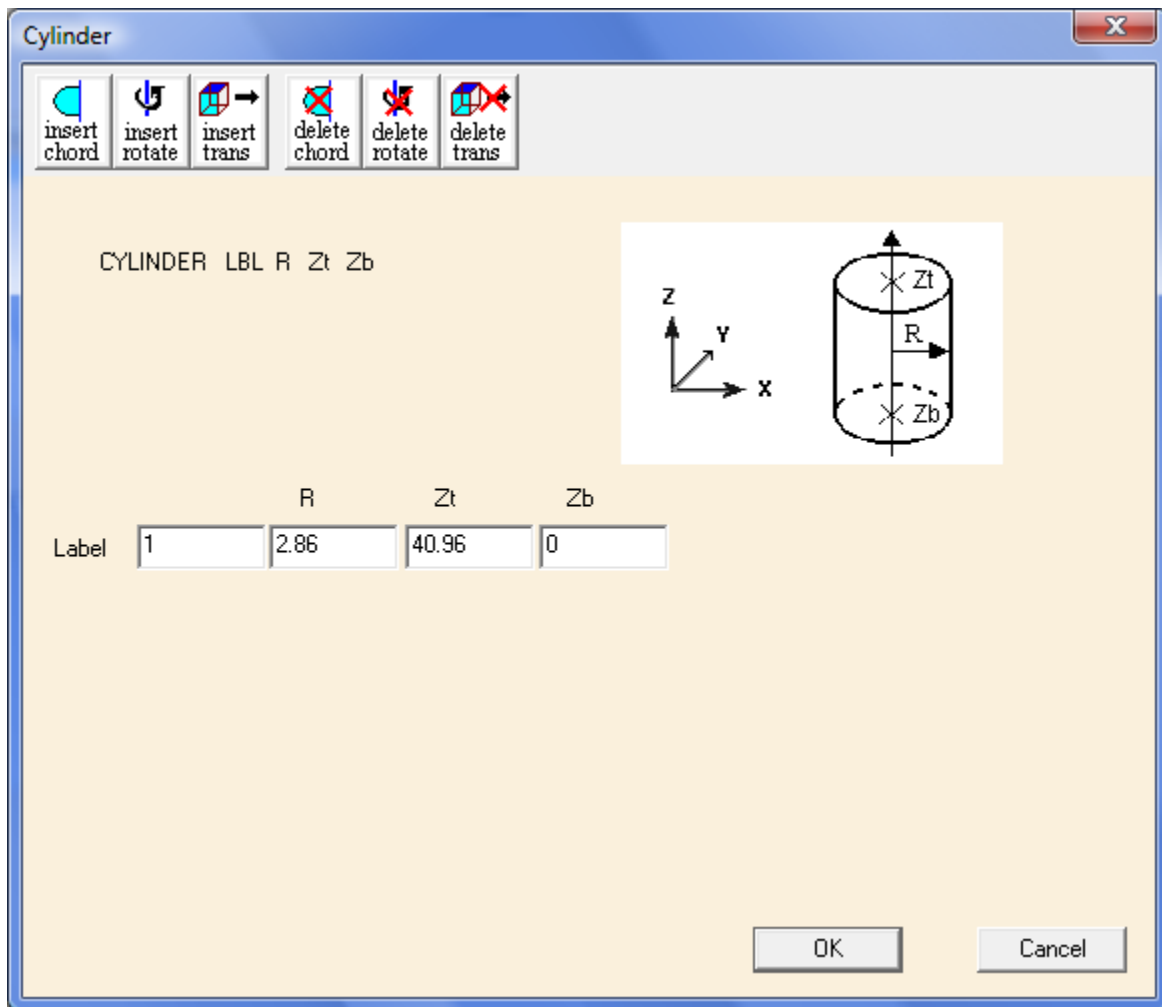 Cylinder
insert chord
insert rotate
insert trans
delete chord
delete rotate
delete trans
CYLINDER LBL R Zt Zb
Z
Y
X
Zt
R
Zb
R Zt Zb
Label 1 2.86 40.96 0
OK Cancel